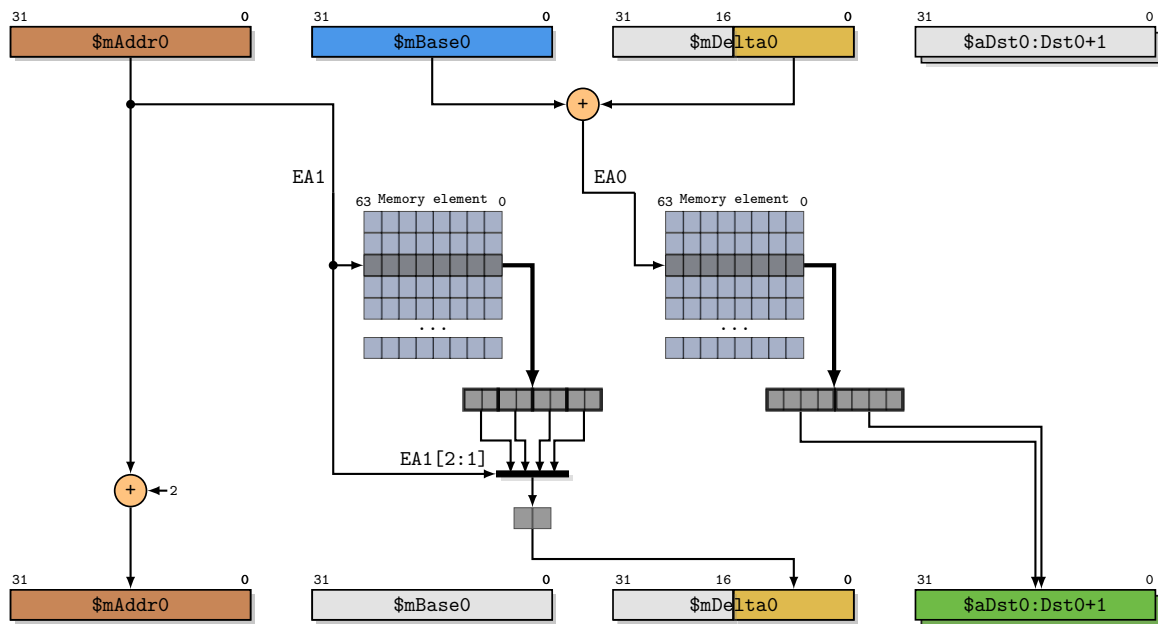 31 0 31 0 31 16 0 31 0
$mAddr0 $mBase0 $mDelta0 $aDst0:Dst0+1
+
EA1 EA0
63 Memory element 0 63 Memory element 0
...
...
EA1[2:1]
+ 2
31 0 31 0 31 16 0 31 0
$mAddr0 $mBase0 $mDelta0 $aDst0:Dst0+1